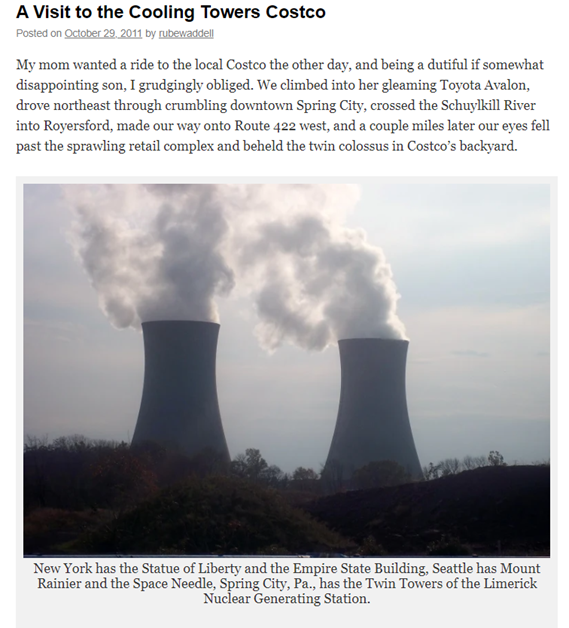 A Visit to the Cooling Towers Costco
Posted on October 29, 2011 by rubewaddell
My mom wanted a ride to the local Costco the other day, and being a dutiful if somewhat
disappointing son, I grudgingly obliged. We climbed into her gleaming Toyota Avalon,
drove northeast through crumbling downtown Spring City, crossed the Schuylkill River
into Royersford, made our way onto Route 422 west, and a couple miles later our eyes fell
past the sprawling retail complex and beheld the twin colossus in Costco's backyard.
New York has the Statue of Liberty and the Empire State Building, Seattle has Mount
Rainier and the Space Needle, Spring City, Pa., has the Twin Towers of the Limerick
Nuclear Generating Station.